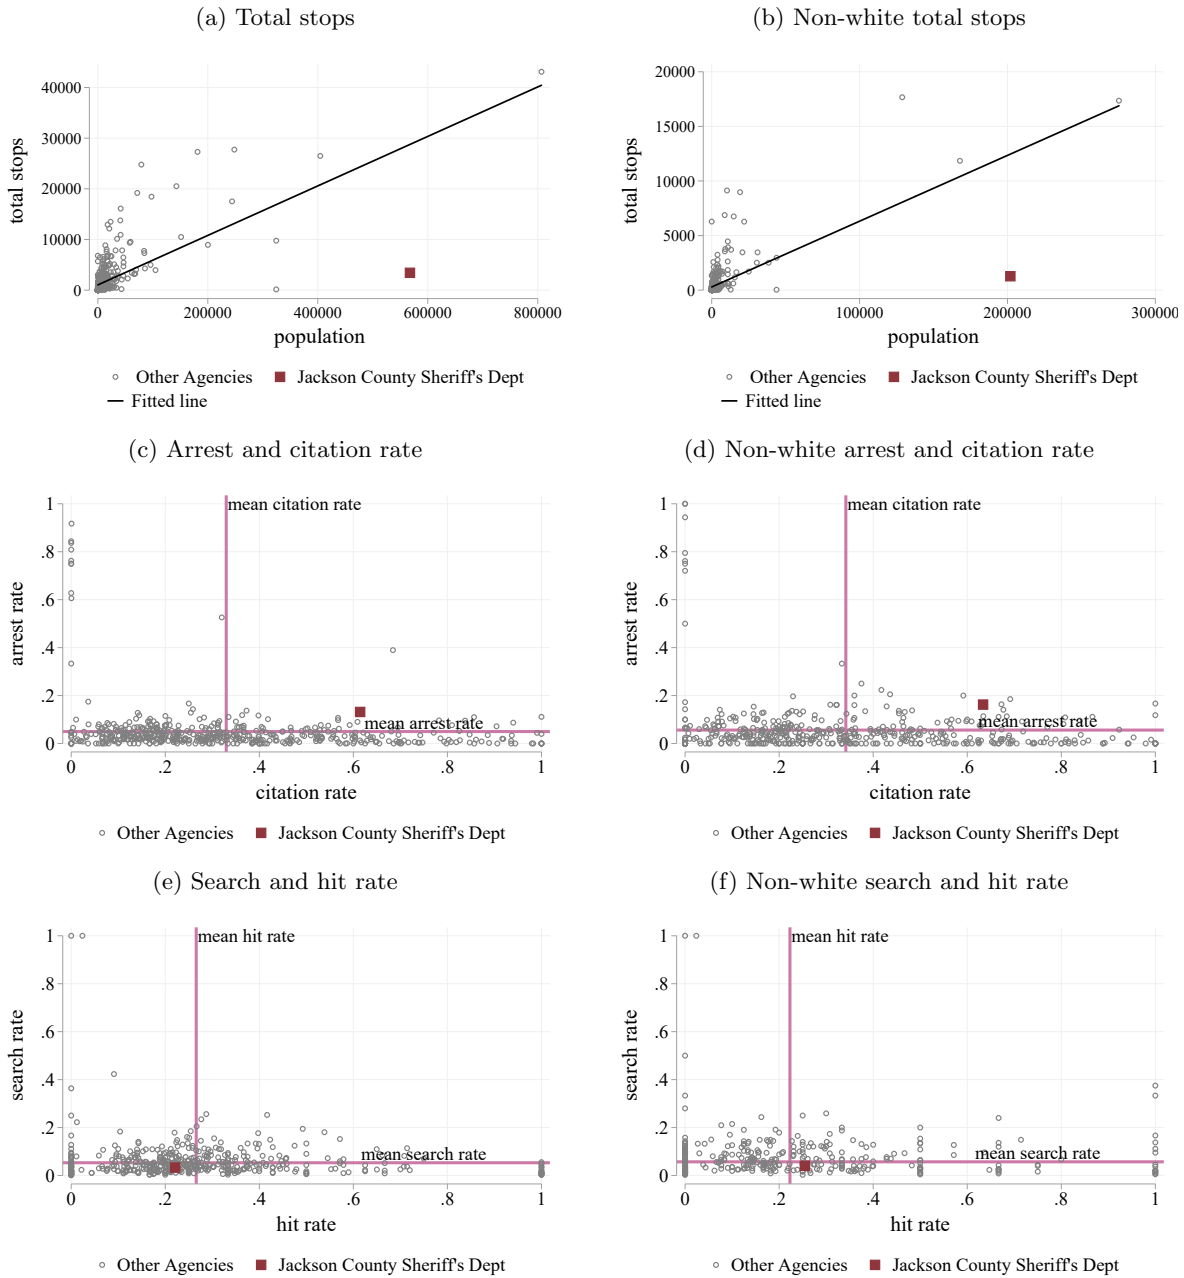 (a) Total stops
(b) Non-white total stops
total stops
40000
30000
20000
10000
0
0 200000 400000 600000 800000
population
Other Agencies Jackson County Sheriff's Dept
Fitted line
total stops
20000
15000
10000
5000
0
0 100000 200000 300000
population
Other Agencies Jackson County Sheriff's Dept
Fitted line
(c) Arrest and citation rate
(d) Non-white arrest and citation rate
arrest rate
1
.8
.6
.4
.2
0
mean citation rate
mean arrest rate
0 .2 .4 .6 .8 1
citation rate
Other Agencies Jackson County Sheriff's Dept
arrest rate
1
.8
.6
.4
.2
0
mean citation rate
mean arrest rate
0 .2 .4 .6 .8 1
citation rate
Other Agencies Jackson County Sheriff's Dept
(e) Search and hit rate
(f) Non-white search and hit rate
search rate
1
.8
.6
.4
.2
0
mean hit rate
mean search rate
0 .2 .4 .6 .8 1
hit rate
Other Agencies Jackson County Sheriff's Dept
search rate
1
.8
.6
.4
.2
0
mean hit rate
mean search rate
0 .2 .4 .6 .8 1
hit rate
Other Agencies Jackson County Sheriff's Dept